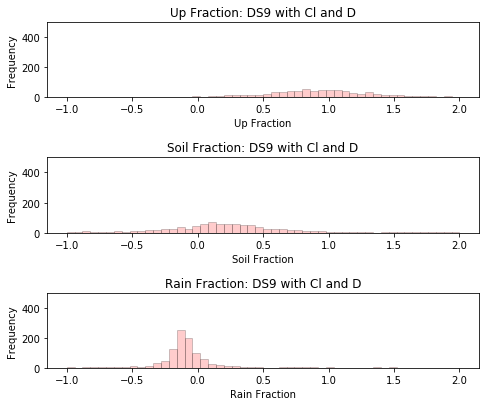 Up Fraction: DS9 with Cl and D
Frequency
400
200
0
-1.0 -0.5 0.0 0.5 1.0 1.5 2.0
Up Fraction
Soil Fraction: DS9 with Cl and D
Frequency
400
200
0
-1.0 -0.5 0.0 0.5 1.0 1.5 2.0
Soil Fraction
Rain Fraction: DS9 with Cl and D
Frequency
400
200
0
-1.0 -0.5 0.0 0.5 1.0 1.5 2.0
Rain Fraction